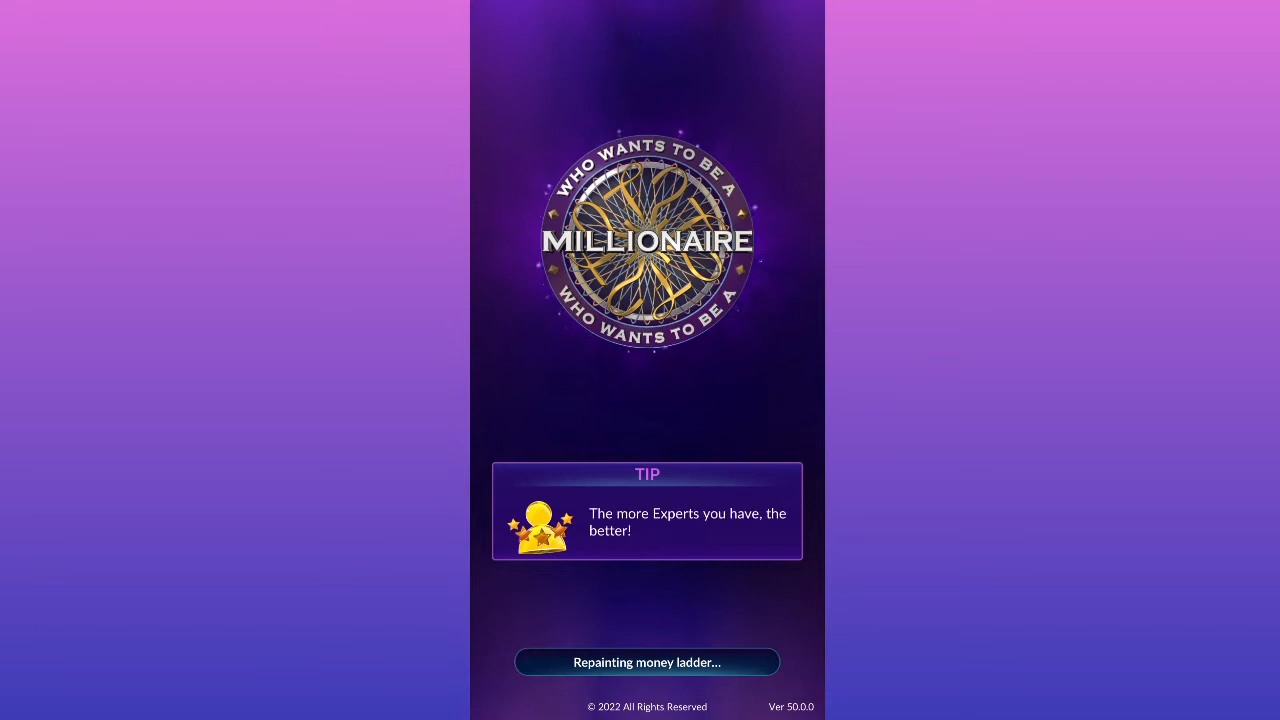 WHO WANTS TO BE A
MILLIONAIRE
WHO WANTS TO BE A
TIP
The more Experts you have, the
better!
Repainting money ladder...
© 2022 All Rights Reserved
Ver 50.0.0